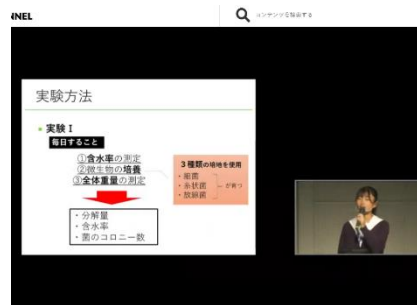 NNEL
コンテンツを検索する
実験方法
・実験Ⅰ
毎日すること
①含水率の測定
②微生物の培養
③全体重量の測定
3種類の培地を使用
・細菌
・糸状菌
・放線菌
が育つ
・分解量
・含水率
・菌のコロニー数